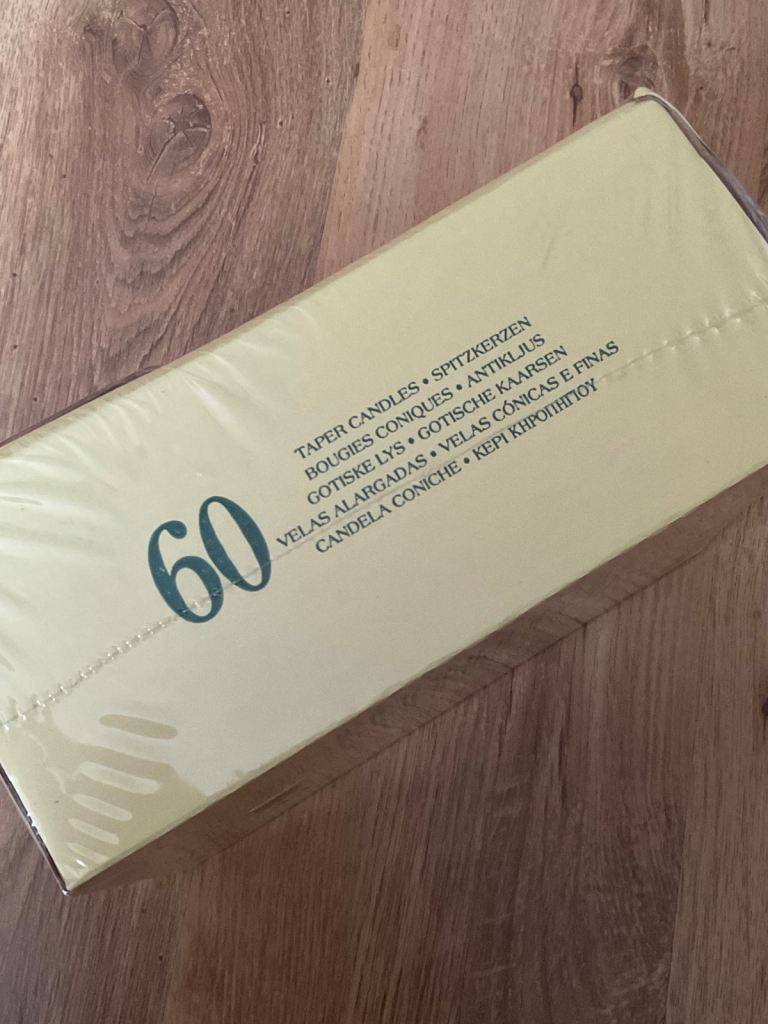 60
TAPER CANDLES • SPITZKERZEN
BOUGIES CONIQUES • ANTIKLJUS
GOTISKE LYS • GOTISCHE KAARSEN
VELAS ALARGADAS • VELAS CÓNICAS E FINAS
CANDELA CONICHE • ΚΕΡΙ ΚΗΡΟΠΗΓΙΟΥ